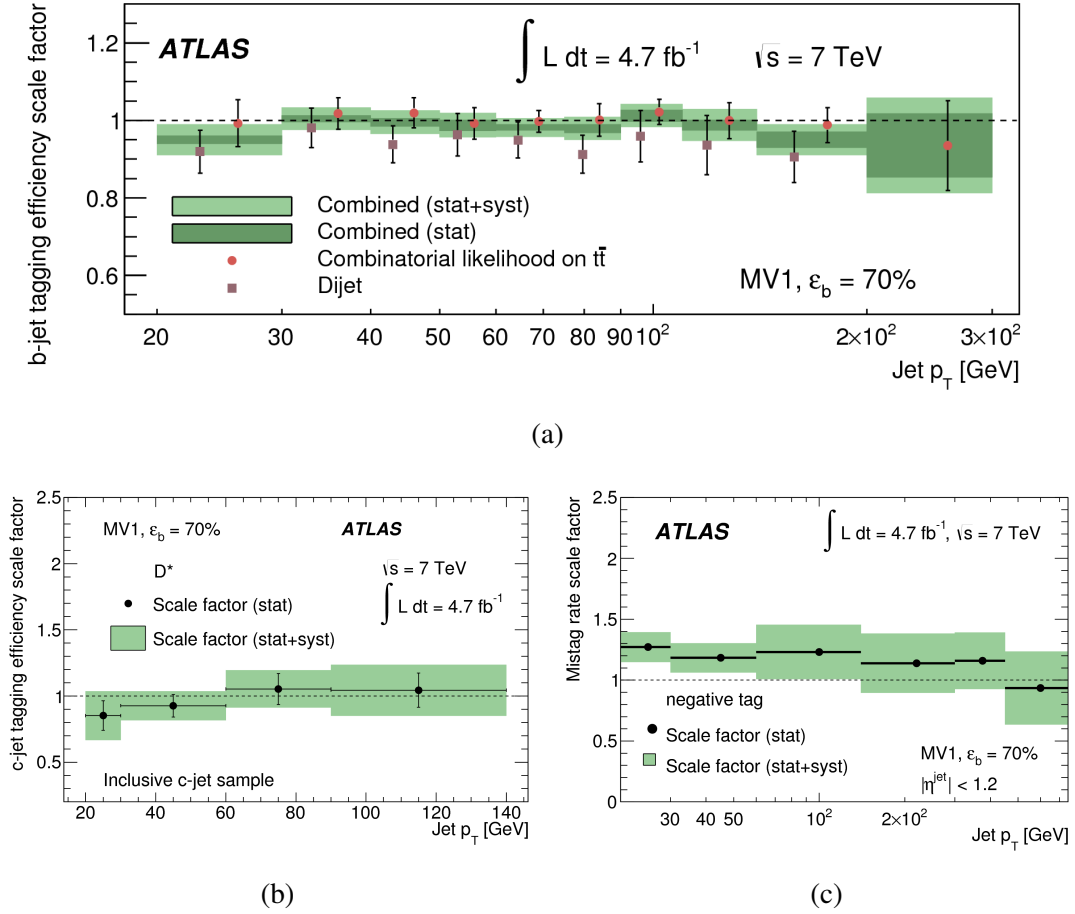 b-jet tagging efficiency scale factor
1.2
1
0.8
0.6
ATLAS
∫ L dt = 4.7 fb⁻¹
√s = 7 TeV
Combined (stat+syst)
Combined (stat)
Combinatorial likelihood on tt̄
Dijet
MV1, ε_b = 70%
20 30 40 50 60 70 80 90 10² 2×10² 3×10²
Jet p_T [GeV]
(a)
c-jet tagging efficiency scale factor
2.5
2
1.5
1
0.5
MV1, ε_b = 70%
ATLAS
D*
√s = 7 TeV
Scale factor (stat)
∫ L dt = 4.7 fb⁻¹
Scale factor (stat+syst)
Inclusive c-jet sample
20 40 60 80 100 120 140
Jet p_T [GeV]
(b)
Mistag rate scale factor
2.5
2
1.5
1
0.5
0
ATLAS
∫ L dt = 4.7 fb⁻¹, √s = 7 TeV
negative tag
Scale factor (stat)
Scale factor (stat+syst)
MV1, ε_b = 70%
|η^jet| < 1.2
30 40 50 10² 2×10²
Jet p_T [GeV]
(c)